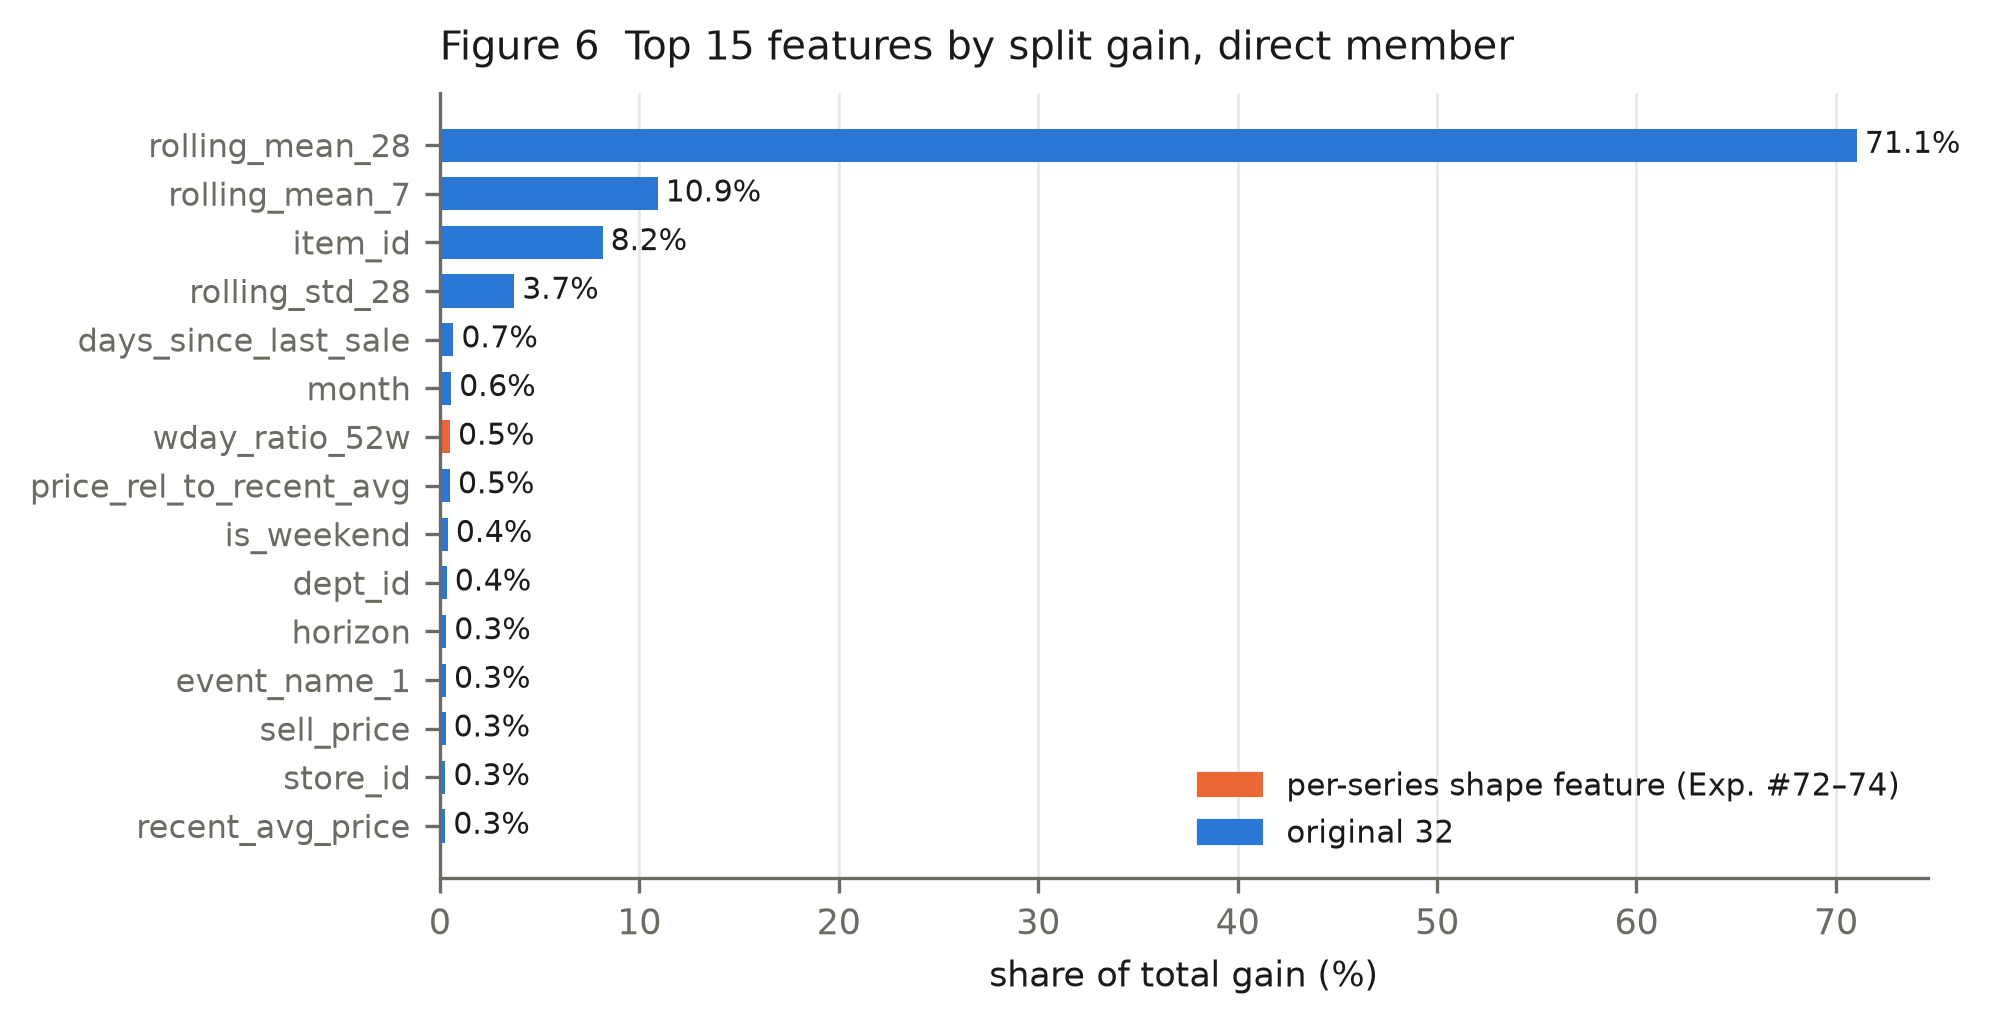 Figure 6  Top 15 features by split gain, direct member
rolling_mean_28 71.1%
rolling_mean_7 10.9%
item_id 8.2%
rolling_std_28 3.7%
days_since_last_sale 0.7%
month 0.6%
wday_ratio_52w 0.5%
price_rel_to_recent_avg 0.5%
is_weekend 0.4%
dept_id 0.4%
horizon 0.3%
event_name_1 0.3%
sell_price 0.3%
store_id 0.3%
recent_avg_price 0.3%
per-series shape feature (Exp. #72–74)
original 32
0 10 20 30 40 50 60 70
share of total gain (%)